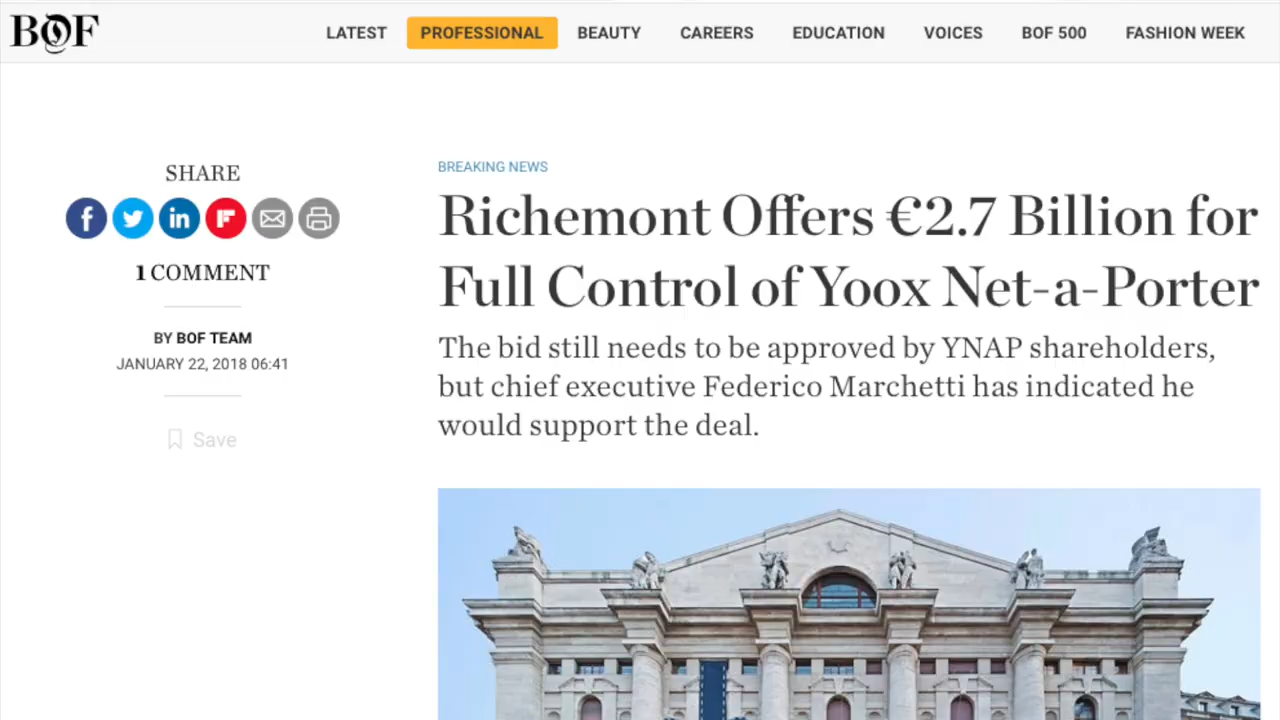 BOF
LATEST PROFESSIONAL BEAUTY CAREERS EDUCATION VOICES BOF 500 FASHION WEEK
SHARE
1 COMMENT
BY BOF TEAM
JANUARY 22, 2018 06:41
Save
BREAKING NEWS
Richemont Offers €2.7 Billion for
Full Control of Yoox Net-a-Porter
The bid still needs to be approved by YNAP shareholders,
but chief executive Federico Marchetti has indicated he
would support the deal.